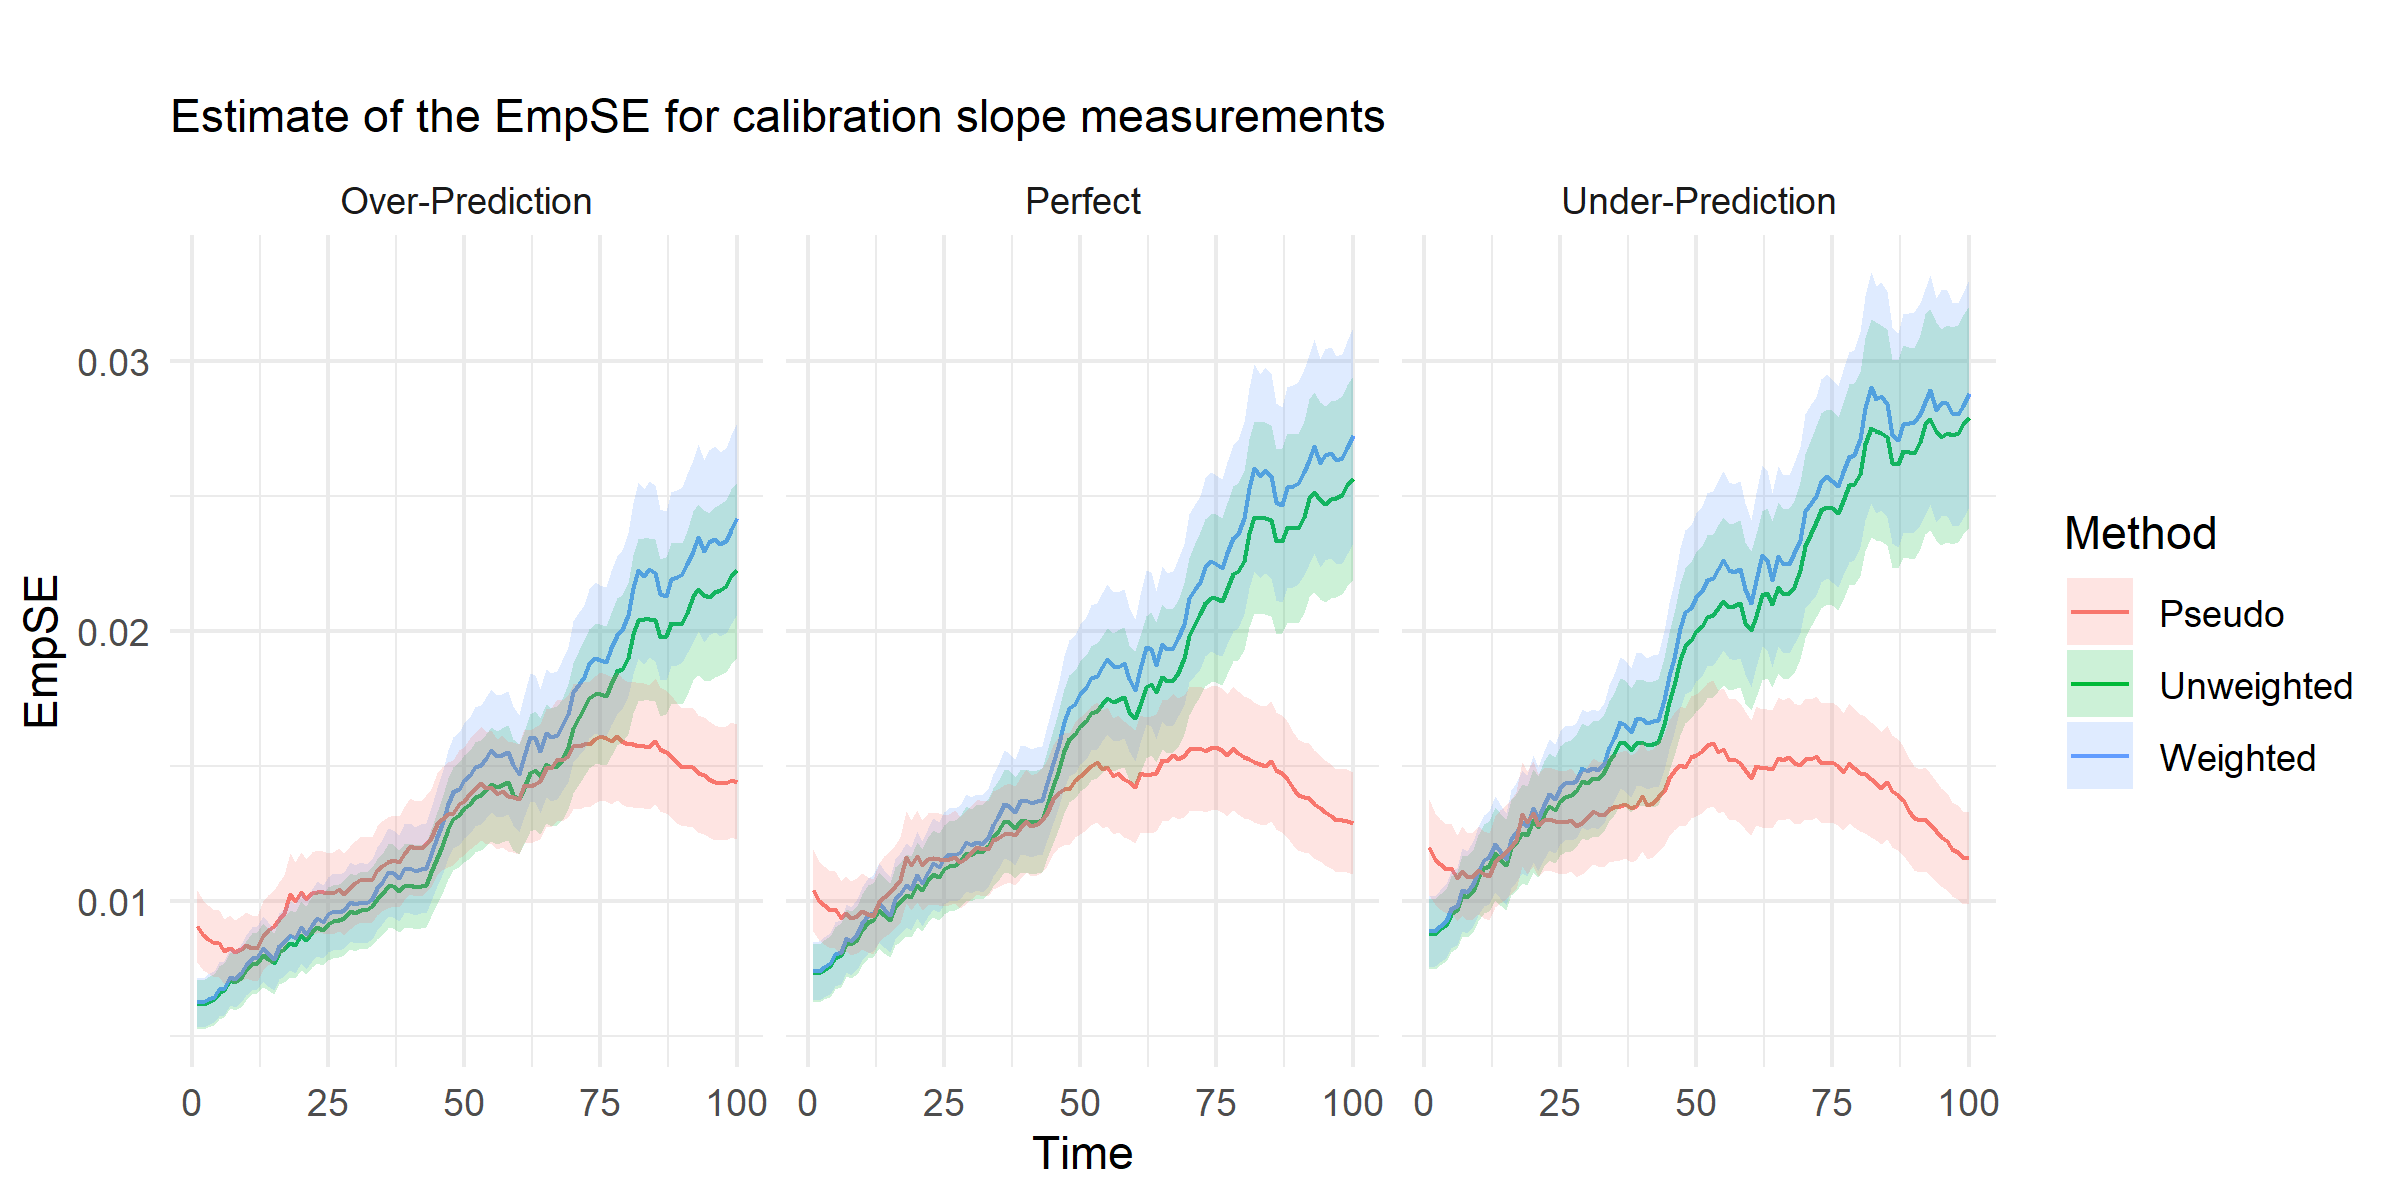 Estimate of the EmpSE for calibration slope measurements
Over-Prediction
Perfect
Under-Prediction
EmpSE
0.03
0.02
0.01
0 25 50 75 100
0 25 50 75 100
0 25 50 75 100
Time
Method
Pseudo
Unweighted
Weighted